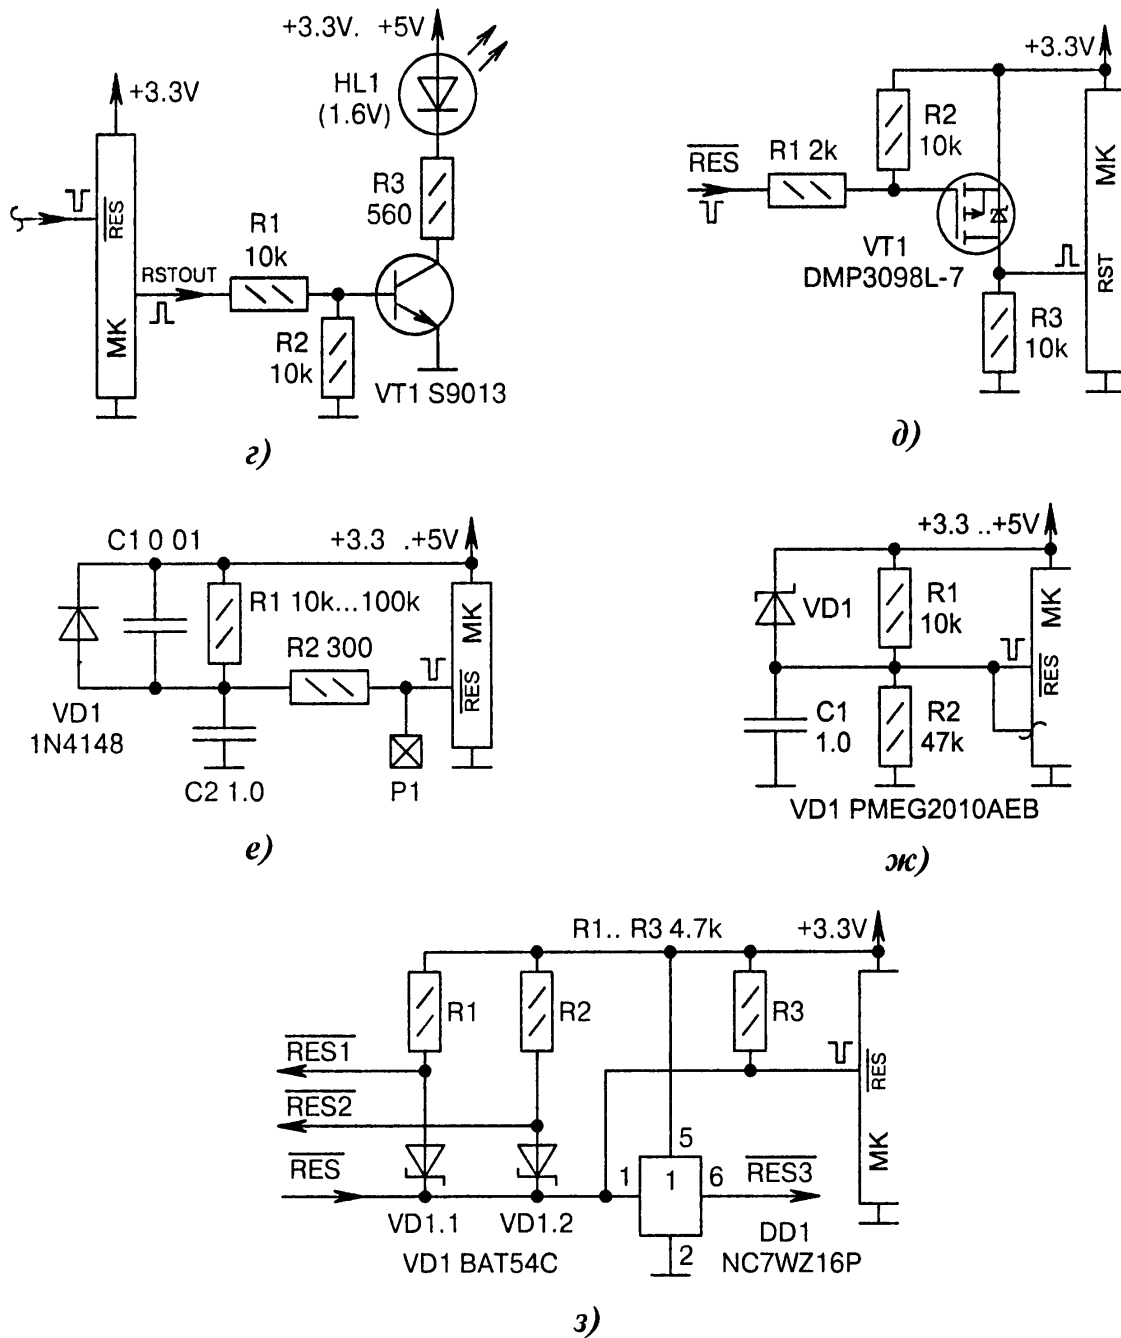 +3.3V. +5V
HL1
(1.6V)
+3.3V
RES
MK
RSTOUT
R1
10k
R2
10k
R3
560
VT1 S9013
г)
+3.3V
RES
R1 2k
R2
10k
MK
VT1
DMP3098L-7
RST
R3
10k
д)
C1 0 01
+3.3 .+5V
R1 10k...100k
R2 300
MK
RES
VD1
1N4148
C2 1.0
P1
е)
+3.3 ..+5V
VD1
R1
10k
MK
RES
C1
1.0
R2
47k
VD1 PMEG2010AEB
ж)
R1.. R3 4.7k
+3.3V
R1
R2
R3
RES1
RES2
RES
RES
MK
5
1
1
6
2
RES3
VD1.1
VD1.2
VD1 BAT54C
DD1
NC7WZ16P
з)